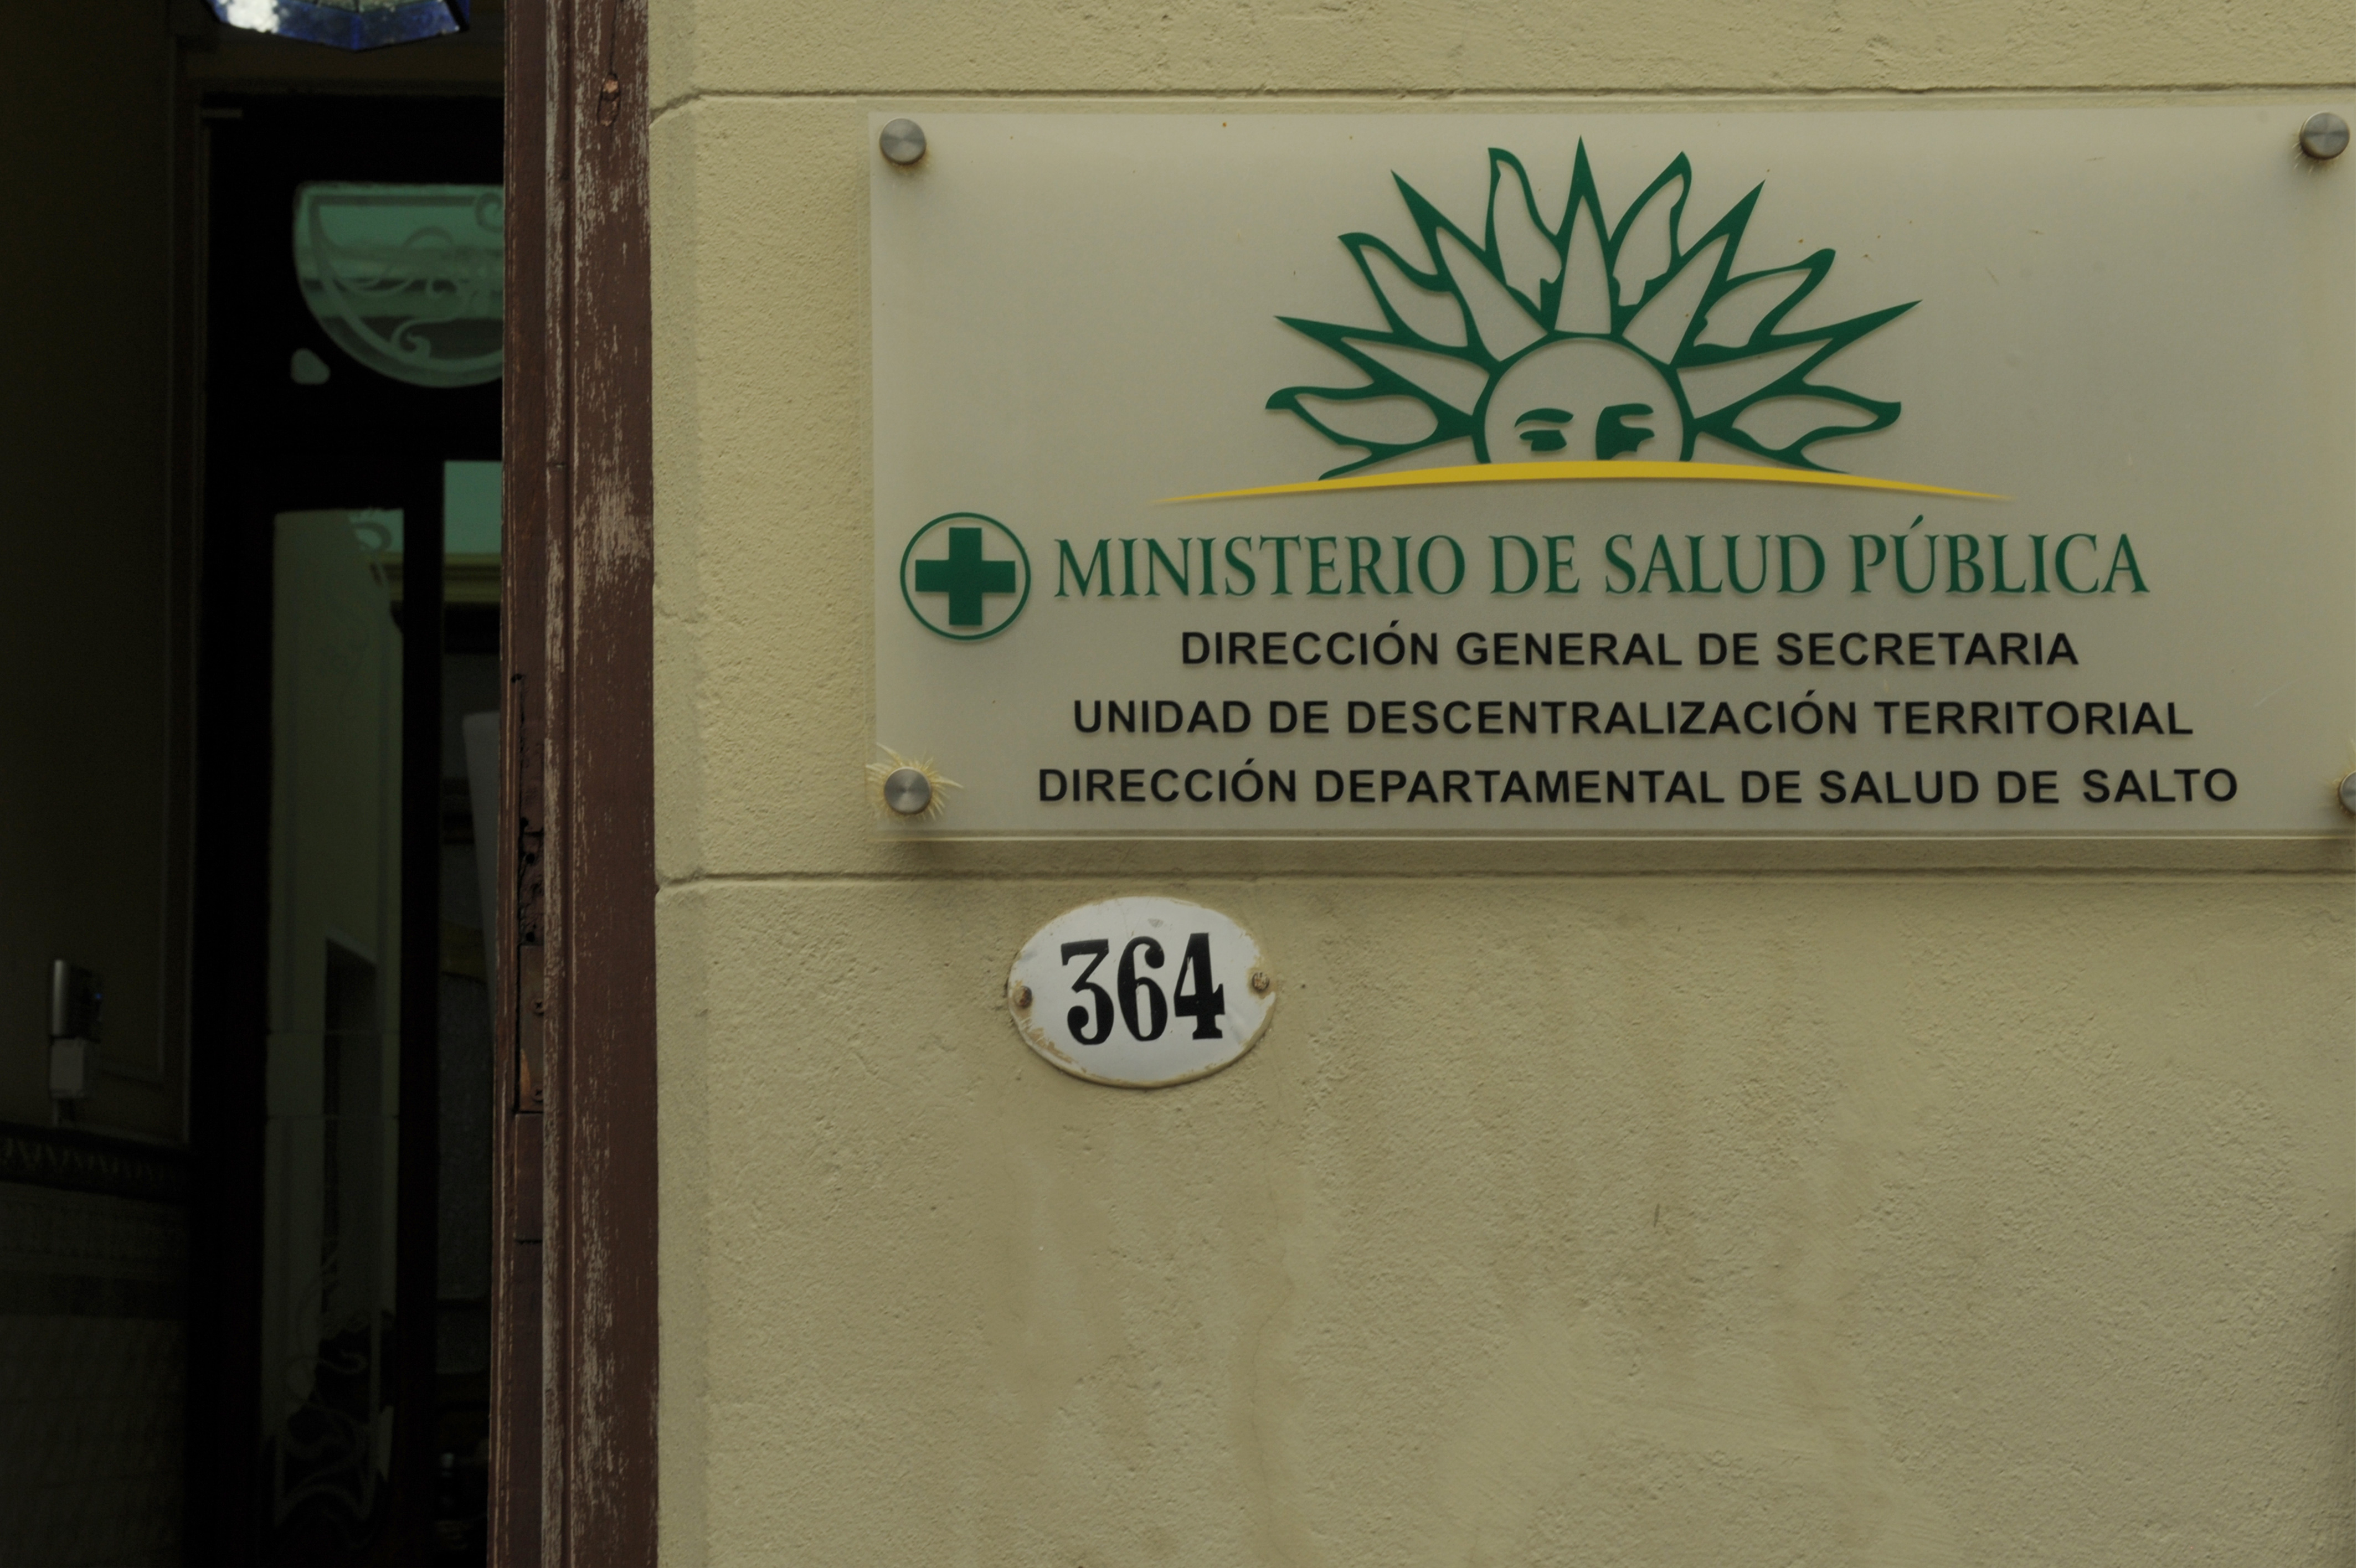 MINISTERIO DE SALUD PÚBLICA
DIRECCIÓN GENERAL DE SECRETARIA
UNIDAD DE DESCENTRALIZACIÓN TERRITORIAL
DIRECCIÓN DEPARTAMENTAL DE SALUD DE SALTO
364